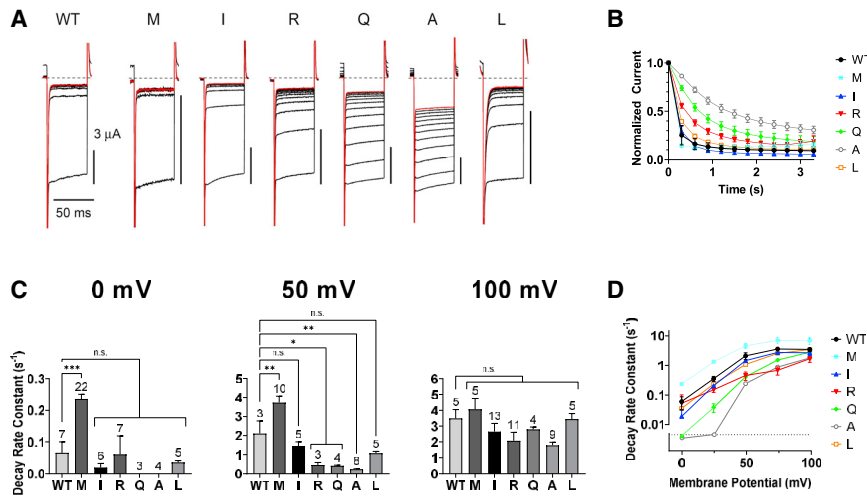 A
WT M I R Q A L
3 µA
50 ms
B
Normalized Current
1.0
0.5
0.0
0 1 2 3
Time (s)
WT
M
I
R
Q
A
L
C
0 mV
Decay Rate Constant (s⁻¹)
0.3
0.2
0.1
0.0
n.s.
***
7 22 6 7 3 4 5
WT M I R Q A L
50 mV
n.s.
**
*
n.s.
**
5
4
3
2
1
0
3 10 5 3 4 8 5
WT M I R Q A L
100 mV
n.s.
6
5
4
3
2
1
0
5 5 13 11 4 9 5
WT M I R Q A L
D
Decay Rate Constant (s⁻¹)
10
1
0.1
0.01
0 25 50 75 100
Membrane Potential (mV)
WT
M
I
R
Q
A
L